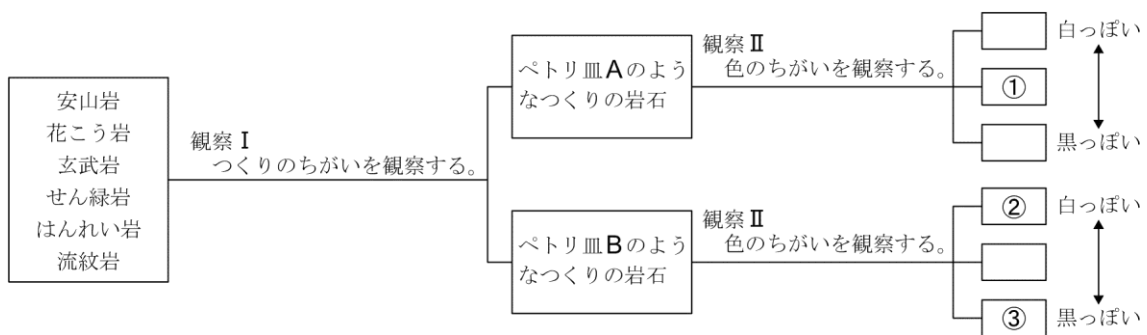 安山岩
花こう岩
玄武岩
せん緑岩
はんれい岩
流紋岩
観察Ⅰ
つくりのちがいを観察する。
ペトリ皿Aのよう
なつくりの岩石
観察Ⅱ
色のちがいを観察する。
白っぽい
①
黒っぽい
ペトリ皿Bのよう
なつくりの岩石
観察Ⅱ
色のちがいを観察する。
②
白っぽい
③
黒っぽい